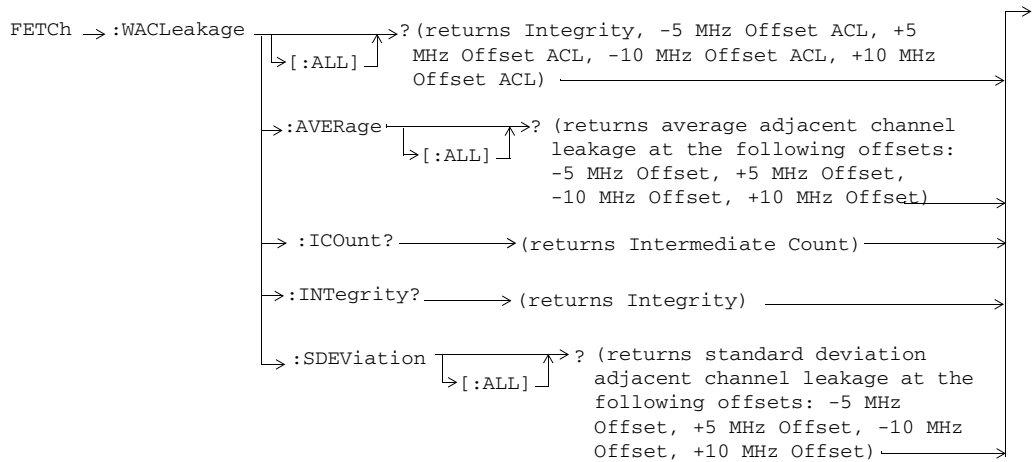 FETCh :WACLeakage ? (returns Integrity, -5 MHz Offset ACL, +5
[:ALL] MHz Offset ACL, -10 MHz Offset ACL, +10 MHz
Offset ACL)
:AVERage ? (returns average adjacent channel
[:ALL] leakage at the following offsets:
-5 MHz Offset, +5 MHz Offset,
-10 MHz Offset, +10 MHz Offset)
:ICOunt? (returns Intermediate Count)
:INTegrity? (returns Integrity)
:SDEViation ? (returns standard deviation
[:ALL] adjacent channel leakage at the
following offsets: -5 MHz
Offset, +5 MHz Offset, -10 MHz
Offset, +10 MHz Offset)